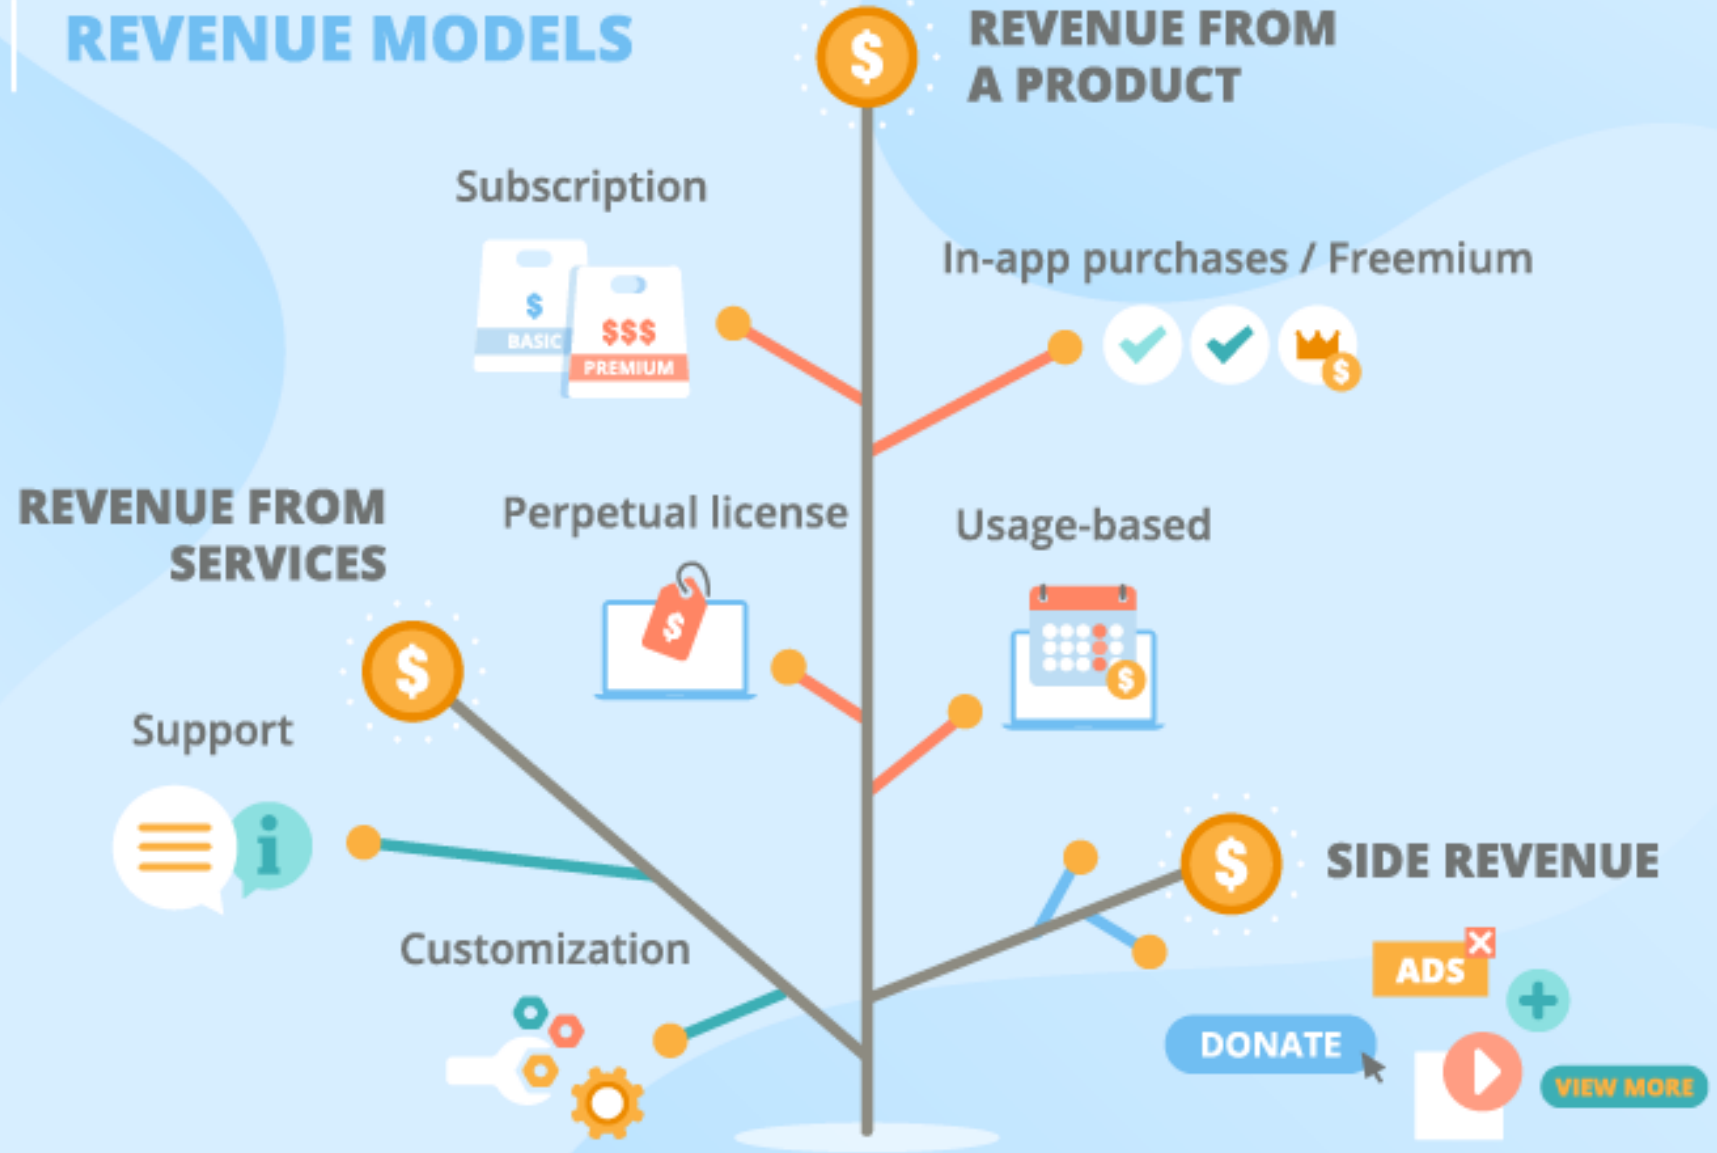 REVENUE MODELS
REVENUE FROM
A PRODUCT
Subscription
$
BASIC
$$$
PREMIUM
In-app purchases / Freemium
$
REVENUE FROM
SERVICES
Perpetual license
$
Usage-based
$
$
Support
i
$
SIDE REVENUE
Customization
ADS
DONATE
VIEW MORE
$